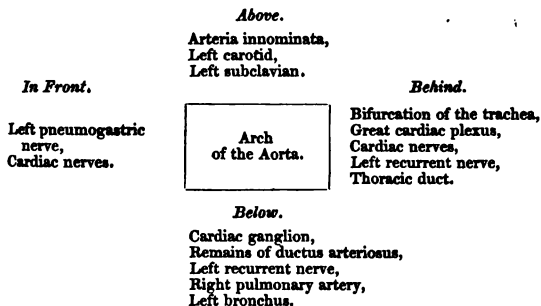 Above.
Arteria innominata,
Left carotid,
Left subclavian.
In Front.
Left pneumogastric
nerve,
Cardiac nerves.
Arch
of the Aorta.
Behind.
Bifurcation of the trachea,
Great cardiac plexus,
Cardiac nerves,
Left recurrent nerve,
Thoracic duct.
Below.
Cardiac ganglion,
Remains of ductus arteriosus,
Left recurrent nerve,
Right pulmonary artery,
Left bronchus.